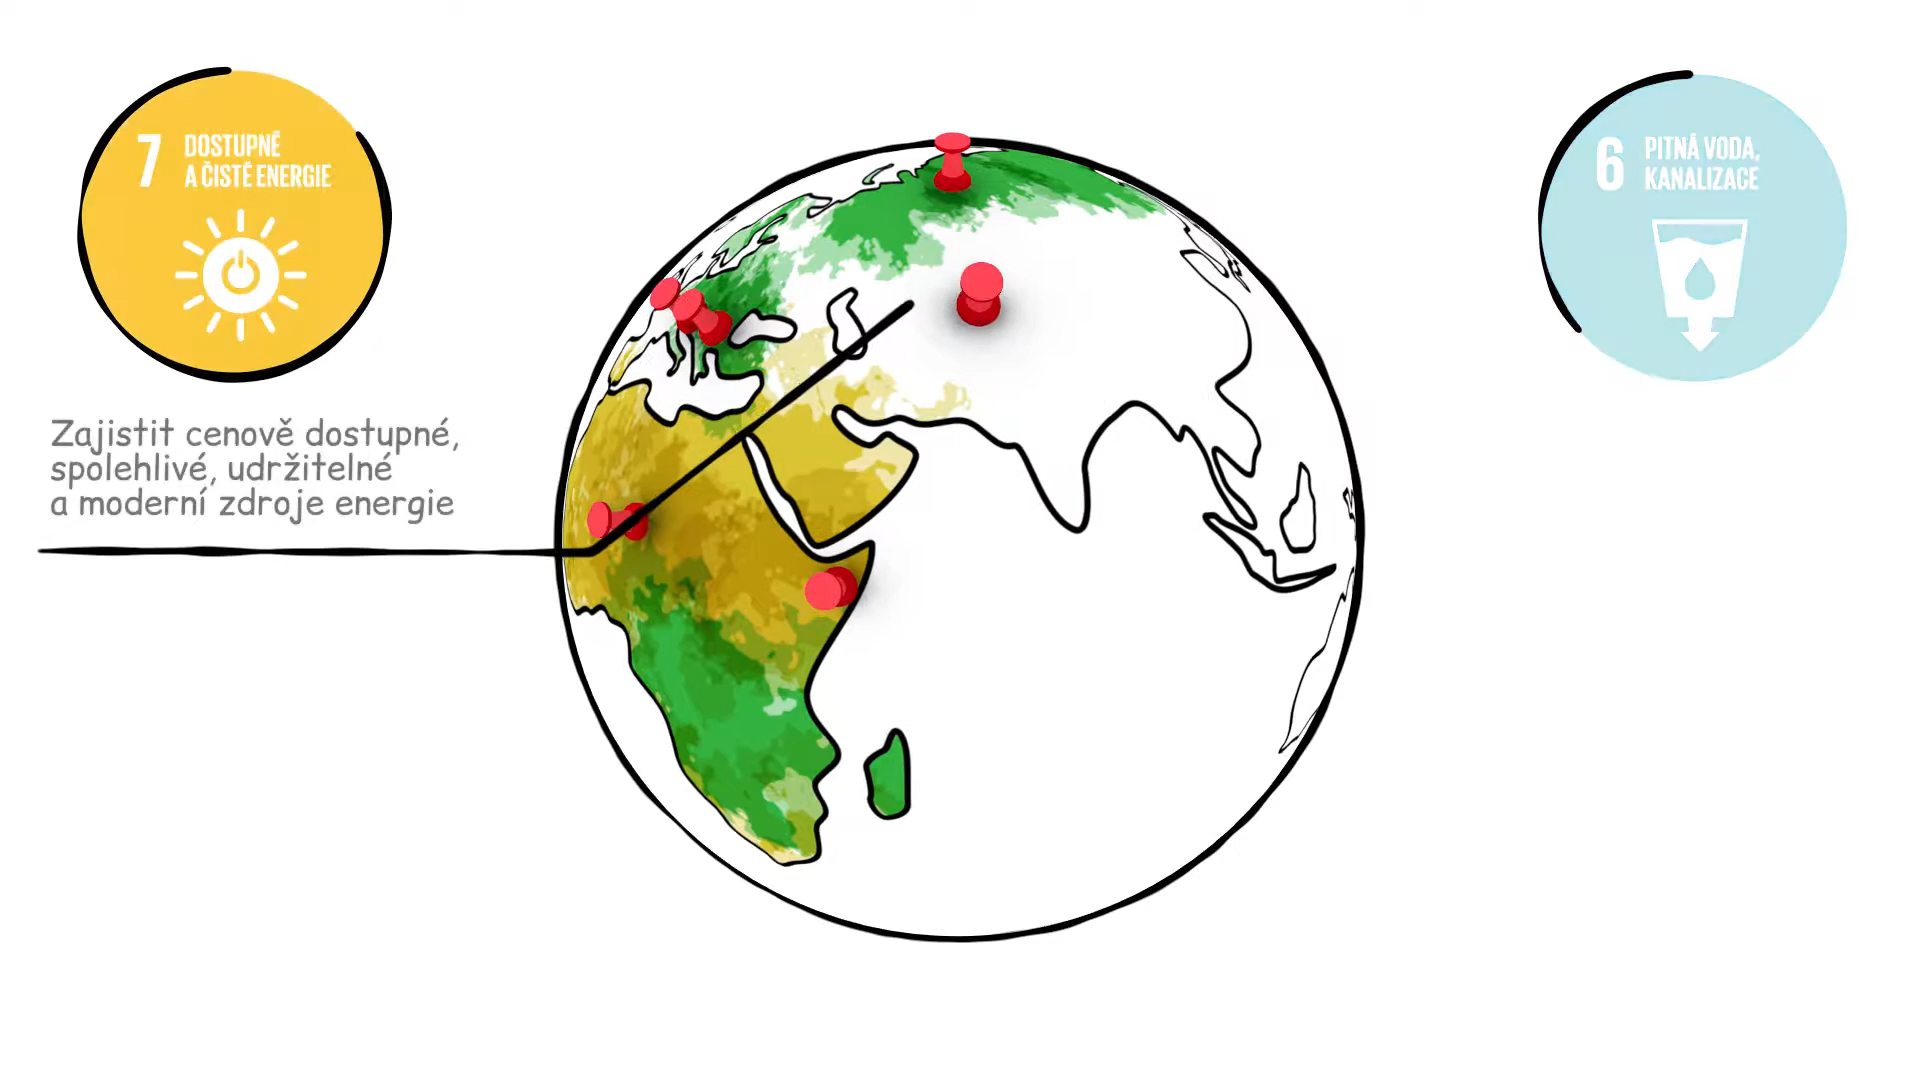 7
DOSTUPNÉ
A ČISTÉ ENERGIE
Zajistit cenově dostupné,
spolehlivé, udržitelné
a moderní zdroje energie
6
PITNÁ VODA,
KANALIZACE